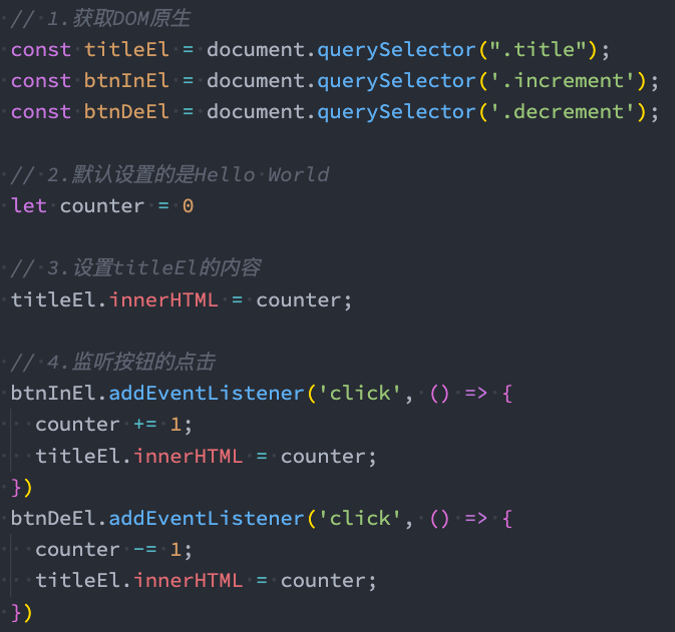 // 1.获取DOM原生
const titleEl = document.querySelector(".title");
const btnInEl = document.querySelector('.increment');
const btnDeEl = document.querySelector('.decrement');
// 2.默认设置的是Hello World
let counter = 0
// 3.设置titleEl的内容
titleEl.innerHTML = counter;
// 4.监听按钮的点击
btnInEl.addEventListener('click', () => {
  counter += 1;
  titleEl.innerHTML = counter;
})
btnDeEl.addEventListener('click', () => {
  counter -= 1;
  titleEl.innerHTML = counter;
})